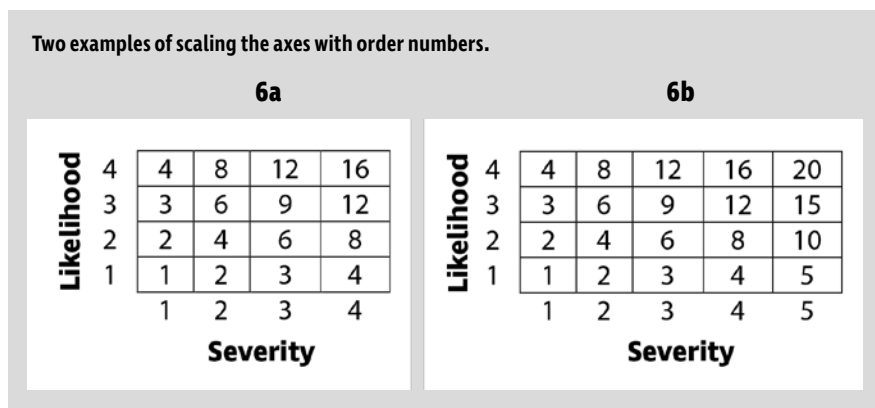 Two examples of scaling the axes with order numbers.
6a
Likelihood
4 4 8 12 16
3 3 6 9 12
2 2 4 6 8
1 1 2 3 4
1 2 3 4
Severity
6b
Likelihood
4 4 8 12 16 20
3 3 6 9 12 15
2 2 4 6 8 10
1 1 2 3 4 5
1 2 3 4 5
Severity